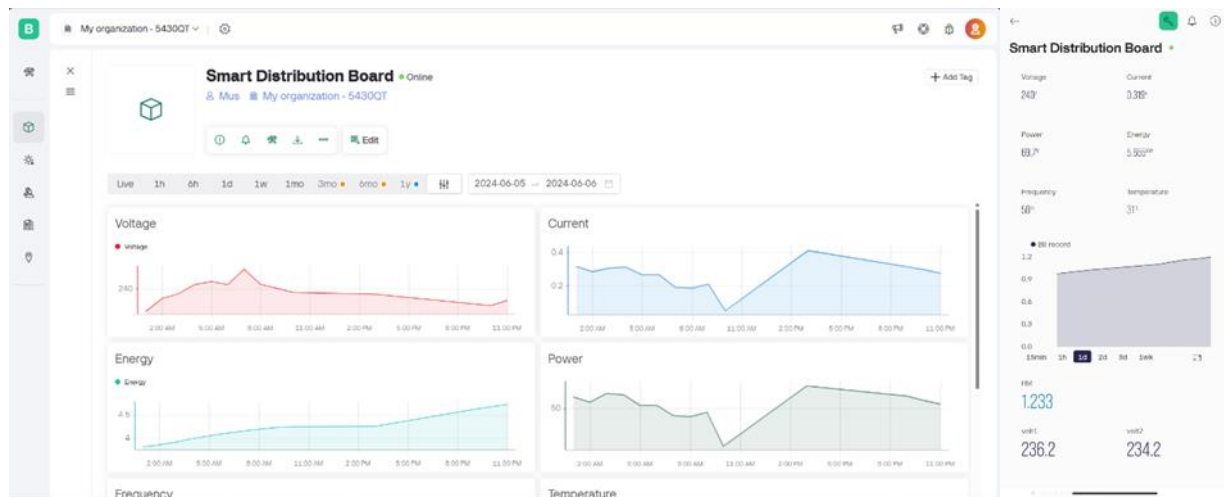 B
My organization - 5430QT
Smart Distribution Board
Online
Mus My organization - 5430QT
+ Add Tag
Edit
Live 1h 6h 1d 1w 1mo 3mo 6mo 1y
2024-06-05 → 2024-06-06
Voltage
Voltage
240
2:00 AM 5:00 AM 8:00 AM 11:00 AM 2:00 PM 5:00 PM 8:00 PM 11:00 PM
Current
0.4
0.2
2:00 AM 5:00 AM 8:00 AM 11:00 AM 2:00 PM 5:00 PM 8:00 PM 11:00 PM
Energy
Energy
4.5
4
2:00 AM 5:00 AM 8:00 AM 11:00 AM 2:00 PM 5:00 PM 8:00 PM 11:00 PM
Power
50
2:00 AM 5:00 AM 8:00 AM 11:00 AM 2:00 PM 5:00 PM 8:00 PM 11:00 PM
Frequency
Temperature
Smart Distribution Board
Voltage Current
Power Energy
Frequency Temperature
Bill record
1.2
0.9
0.6
0.3
0.0
15min 1h 1d 2d 3d 1wk
RM
1.233
volt1 volt2
236.2 234.2